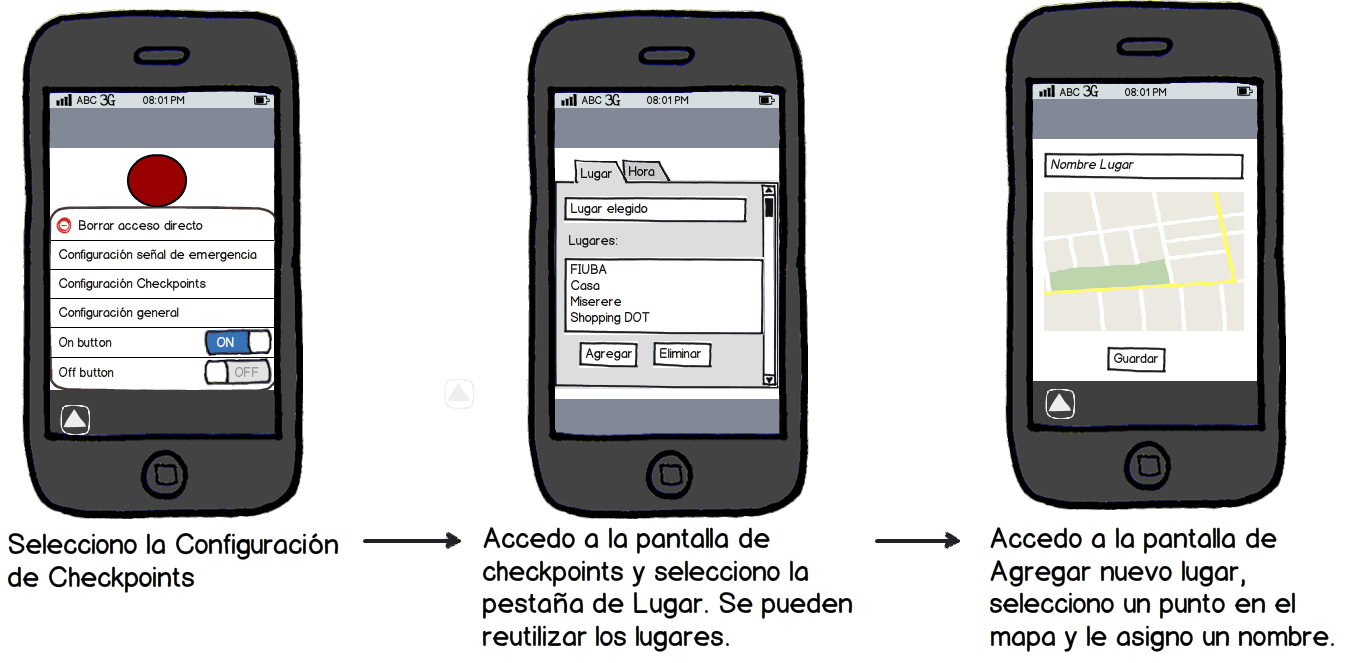 ABC 3G 08:01 PM
Borrar acceso directo
Configuración señal de emergencia
Configuración Checkpoints
Configuración general
On button ON
Off button OFF
Selecciono la Configuración
de Checkpoints
ABC 3G 08:01 PM
Lugar Hora
Lugar elegido
Lugares:
FIUBA
Casa
Miserere
Shopping DOT
Agregar Eliminar
Accedo a la pantalla de
checkpoints y selecciono la
pestaña de Lugar. Se pueden
reutilizar los lugares.
ABC 3G 08:01 PM
Nombre Lugar
Guardar
Accedo a la pantalla de
Agregar nuevo lugar,
selecciono un punto en el
mapa y le asigno un nombre.